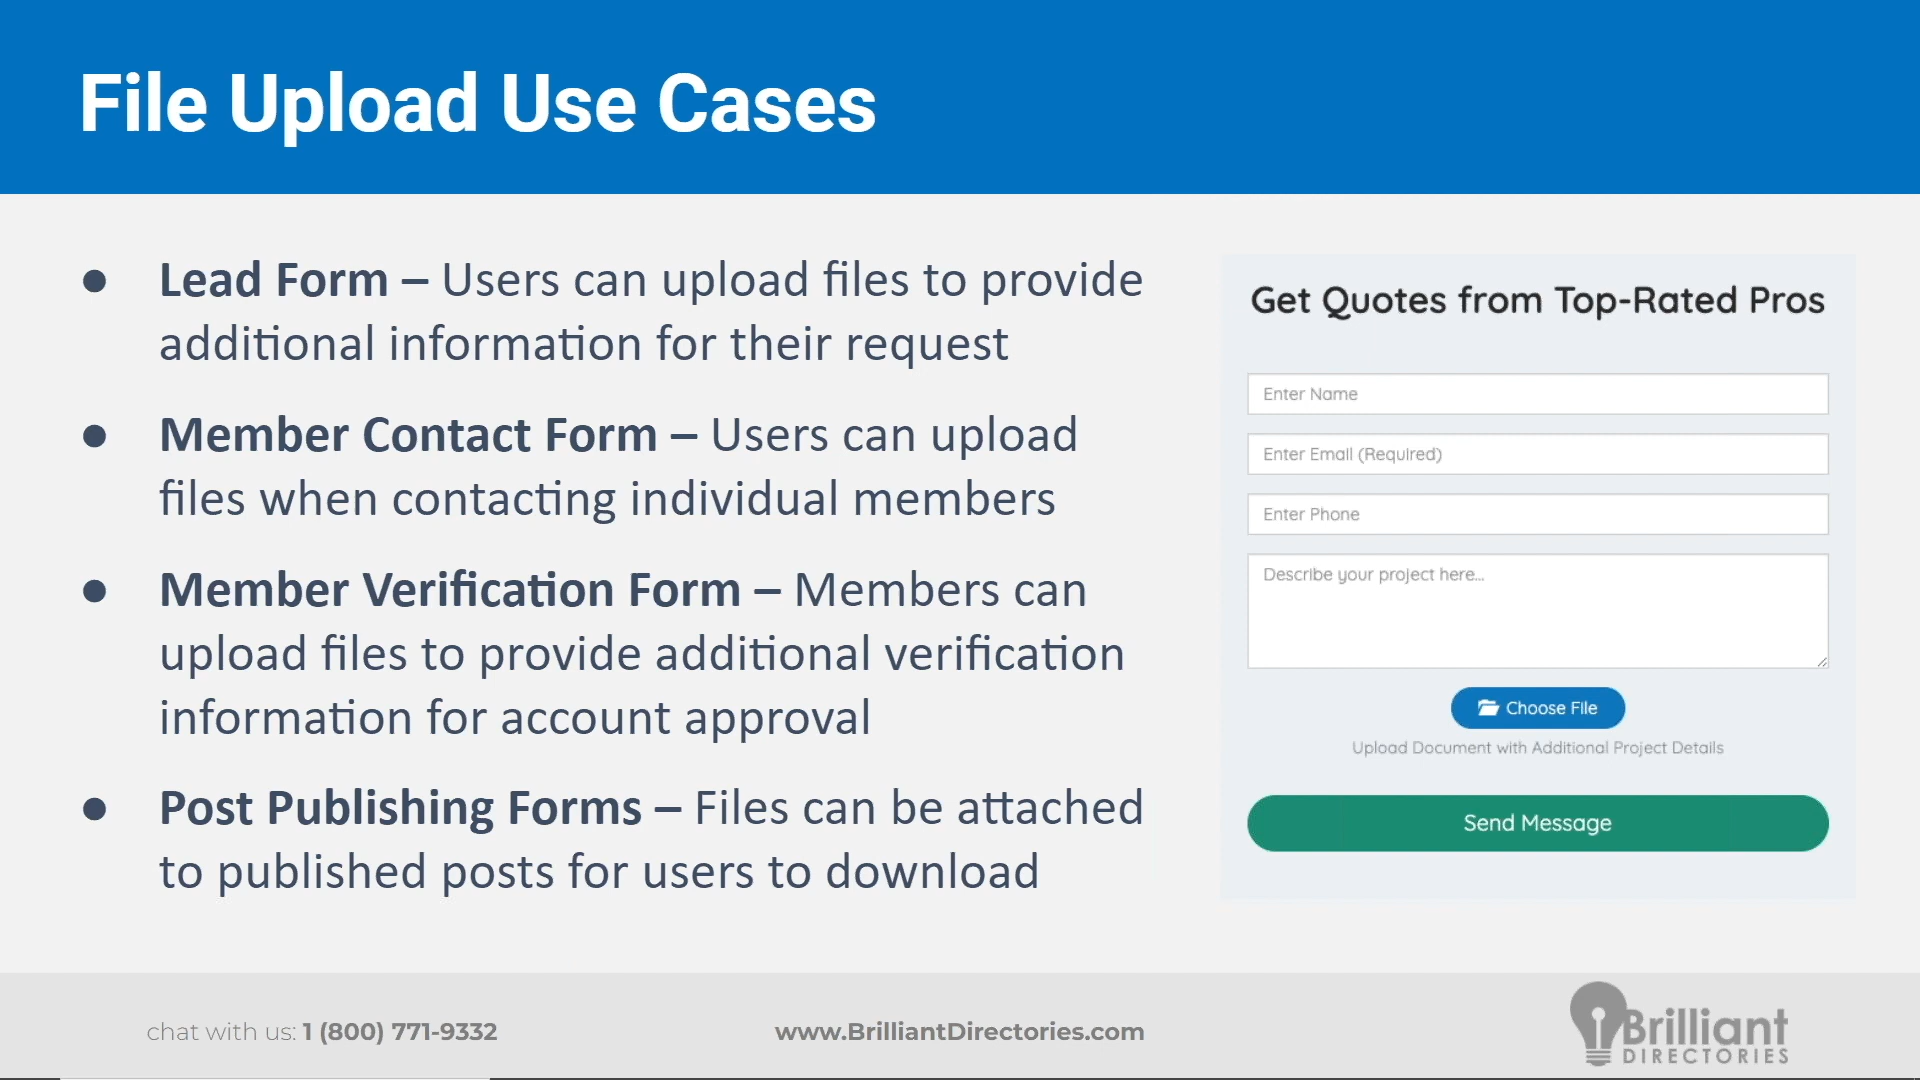 File Upload Use Cases
● Lead Form – Users can upload files to provide
additional information for their request
● Member Contact Form – Users can upload
files when contacting individual members
● Member Verification Form – Members can
upload files to provide additional verification
information for account approval
● Post Publishing Forms – Files can be attached
to published posts for users to download
Get Quotes from Top-Rated Pros
Enter Name
Enter Email (Required)
Enter Phone
Describe your project here...
Choose File
Upload Document with Additional Project Details
Send Message
chat with us: 1 (800) 771-9332
www.BrilliantDirectories.com
Brilliant
DIRECTORIES